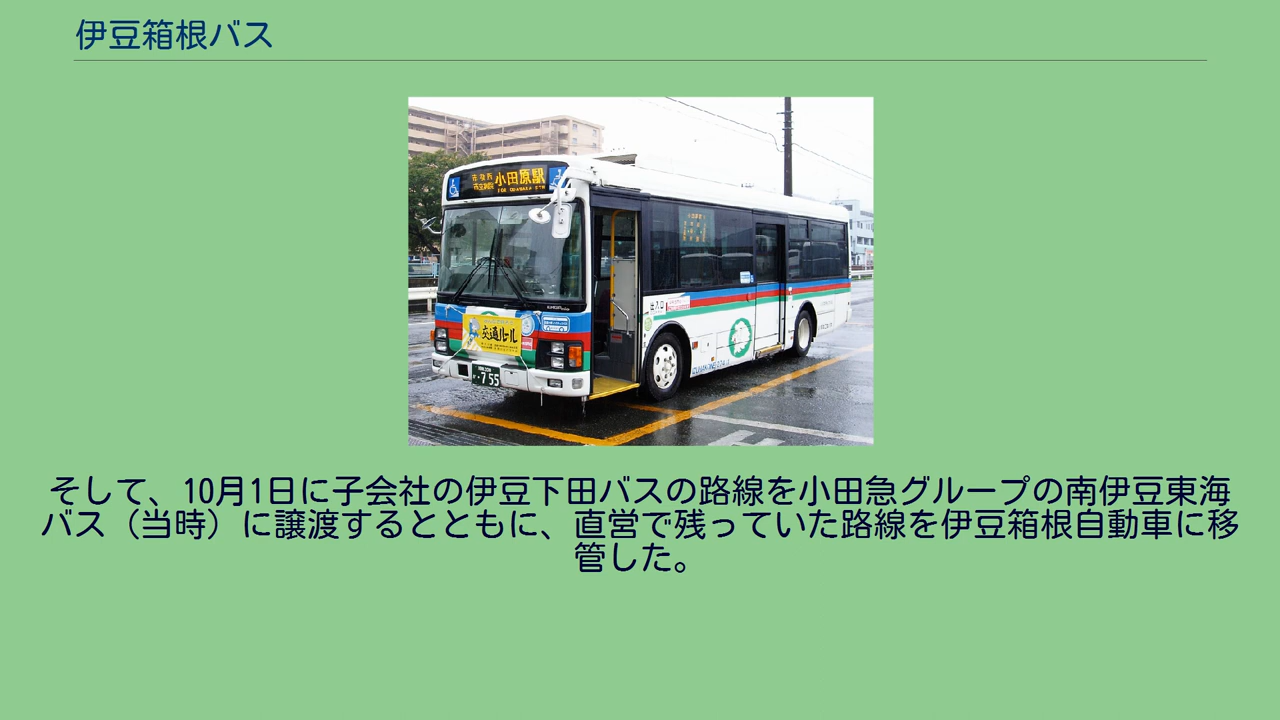 伊豆箱根バス
小田原駅
交通ルール
出入口
・755
そして、10月1日に子会社の伊豆下田バスの路線を小田急グループの南伊豆東海
バス（当時）に譲渡するとともに、直営で残っていた路線を伊豆箱根自動車に移
管した。